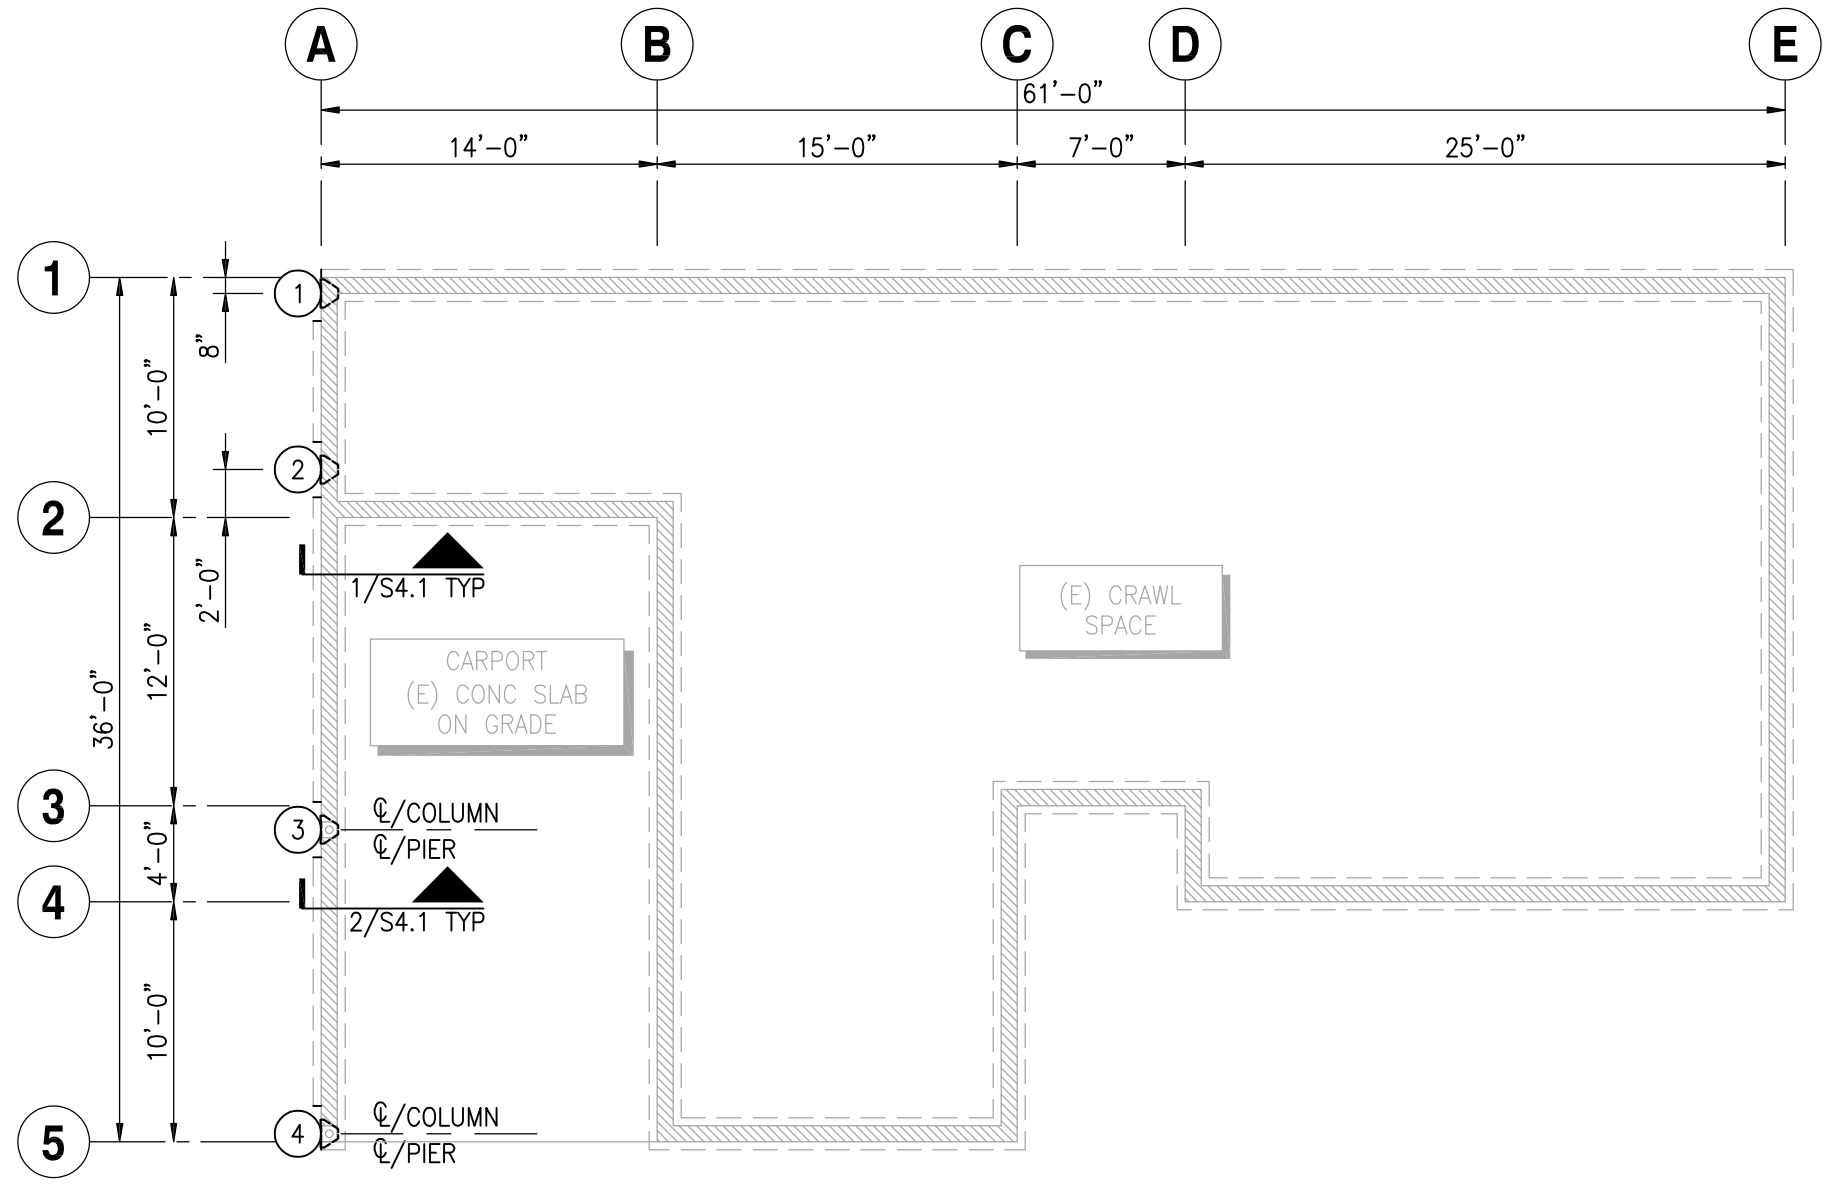 A B C D E
61'-0"
14'-0" 15'-0" 7'-0" 25'-0"
1
1
8"
10'-0"
2
2
2'-0"
1/S4.1 TYP
(E) CRAWL
SPACE
12'-0"
36'-0"
CARPORT
(E) CONC SLAB
ON GRADE
3
3
℄/COLUMN
℄/PIER
4'-0"
4
2/S4.1 TYP
10'-0"
5
4
℄/COLUMN
℄/PIER